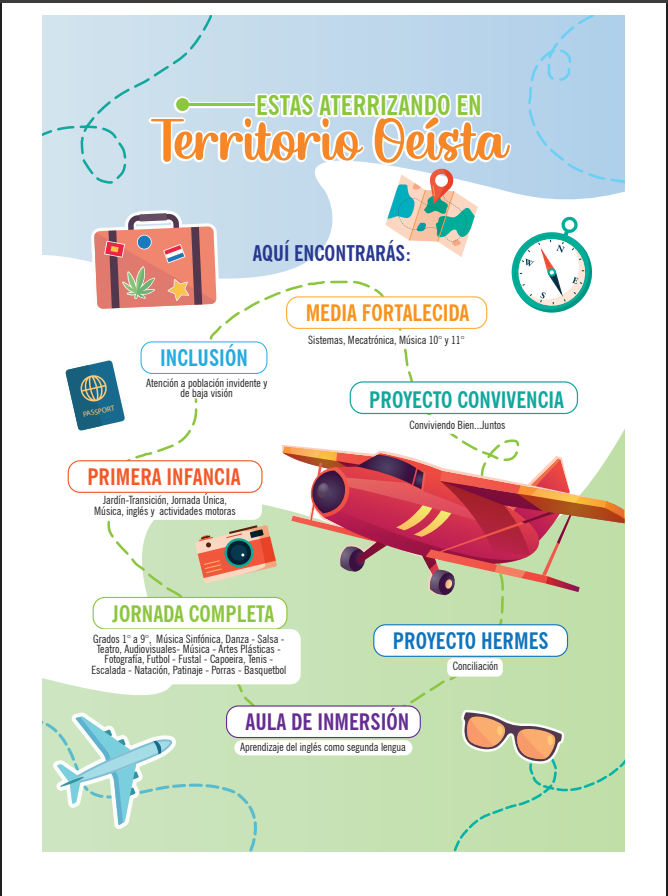 ESTAS ATERRIZANDO EN
Territorio Oeísta
AQUÍ ENCONTRARÁS:
MEDIA FORTALECIDA
Sistemas, Mecatrónica, Música 10° y 11°
INCLUSIÓN
Atención a población invidente y
de baja visión
PROYECTO CONVIVENCIA
Conviviendo Bien...Juntos
PRIMERA INFANCIA
Jardín-Transición, Jornada Única,
Música, inglés y actividades motoras
JORNADA COMPLETA
Grados 1° a 9°, Música Sinfónica, Danza - Salsa -
Teatro, Audiovisuales- Música - Artes Plásticas -
Fotografía, Futbol - Fustal - Capoeira, Tenis -
Escalada - Natación, Patinaje - Porras - Basquetbol
PROYECTO HERMES
Conciliación
AULA DE INMERSIÓN
Aprendizaje del inglés como segunda lengua
PASSPORT
N
E
S
W